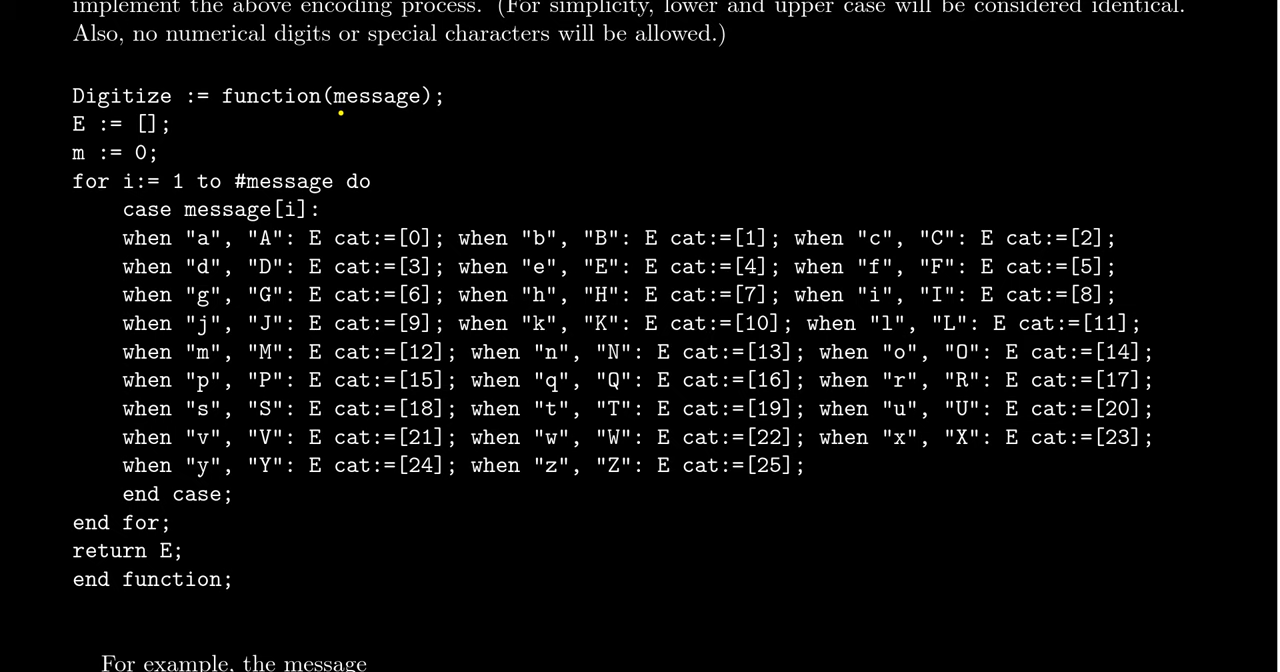 implement the above encoding process. (For simplicity, lower and upper case will be considered identical.
Also, no numerical digits or special characters will be allowed.)
Digitize := function(message);
E := [];
m := 0;
for i:= 1 to #message do
case message[i]:
when "a", "A": E cat:=[0]; when "b", "B": E cat:=[1]; when "c", "C": E cat:=[2];
when "d", "D": E cat:=[3]; when "e", "E": E cat:=[4]; when "f", "F": E cat:=[5];
when "g", "G": E cat:=[6]; when "h", "H": E cat:=[7]; when "i", "I": E cat:=[8];
when "j", "J": E cat:=[9]; when "k", "K": E cat:=[10]; when "l", "L": E cat:=[11];
when "m", "M": E cat:=[12]; when "n", "N": E cat:=[13]; when "o", "O": E cat:=[14];
when "p", "P": E cat:=[15]; when "q", "Q": E cat:=[16]; when "r", "R": E cat:=[17];
when "s", "S": E cat:=[18]; when "t", "T": E cat:=[19]; when "u", "U": E cat:=[20];
when "v", "V": E cat:=[21]; when "w", "W": E cat:=[22]; when "x", "X": E cat:=[23];
when "y", "Y": E cat:=[24]; when "z", "Z": E cat:=[25];
end case;
end for;
return E;
end function;
For example, the message